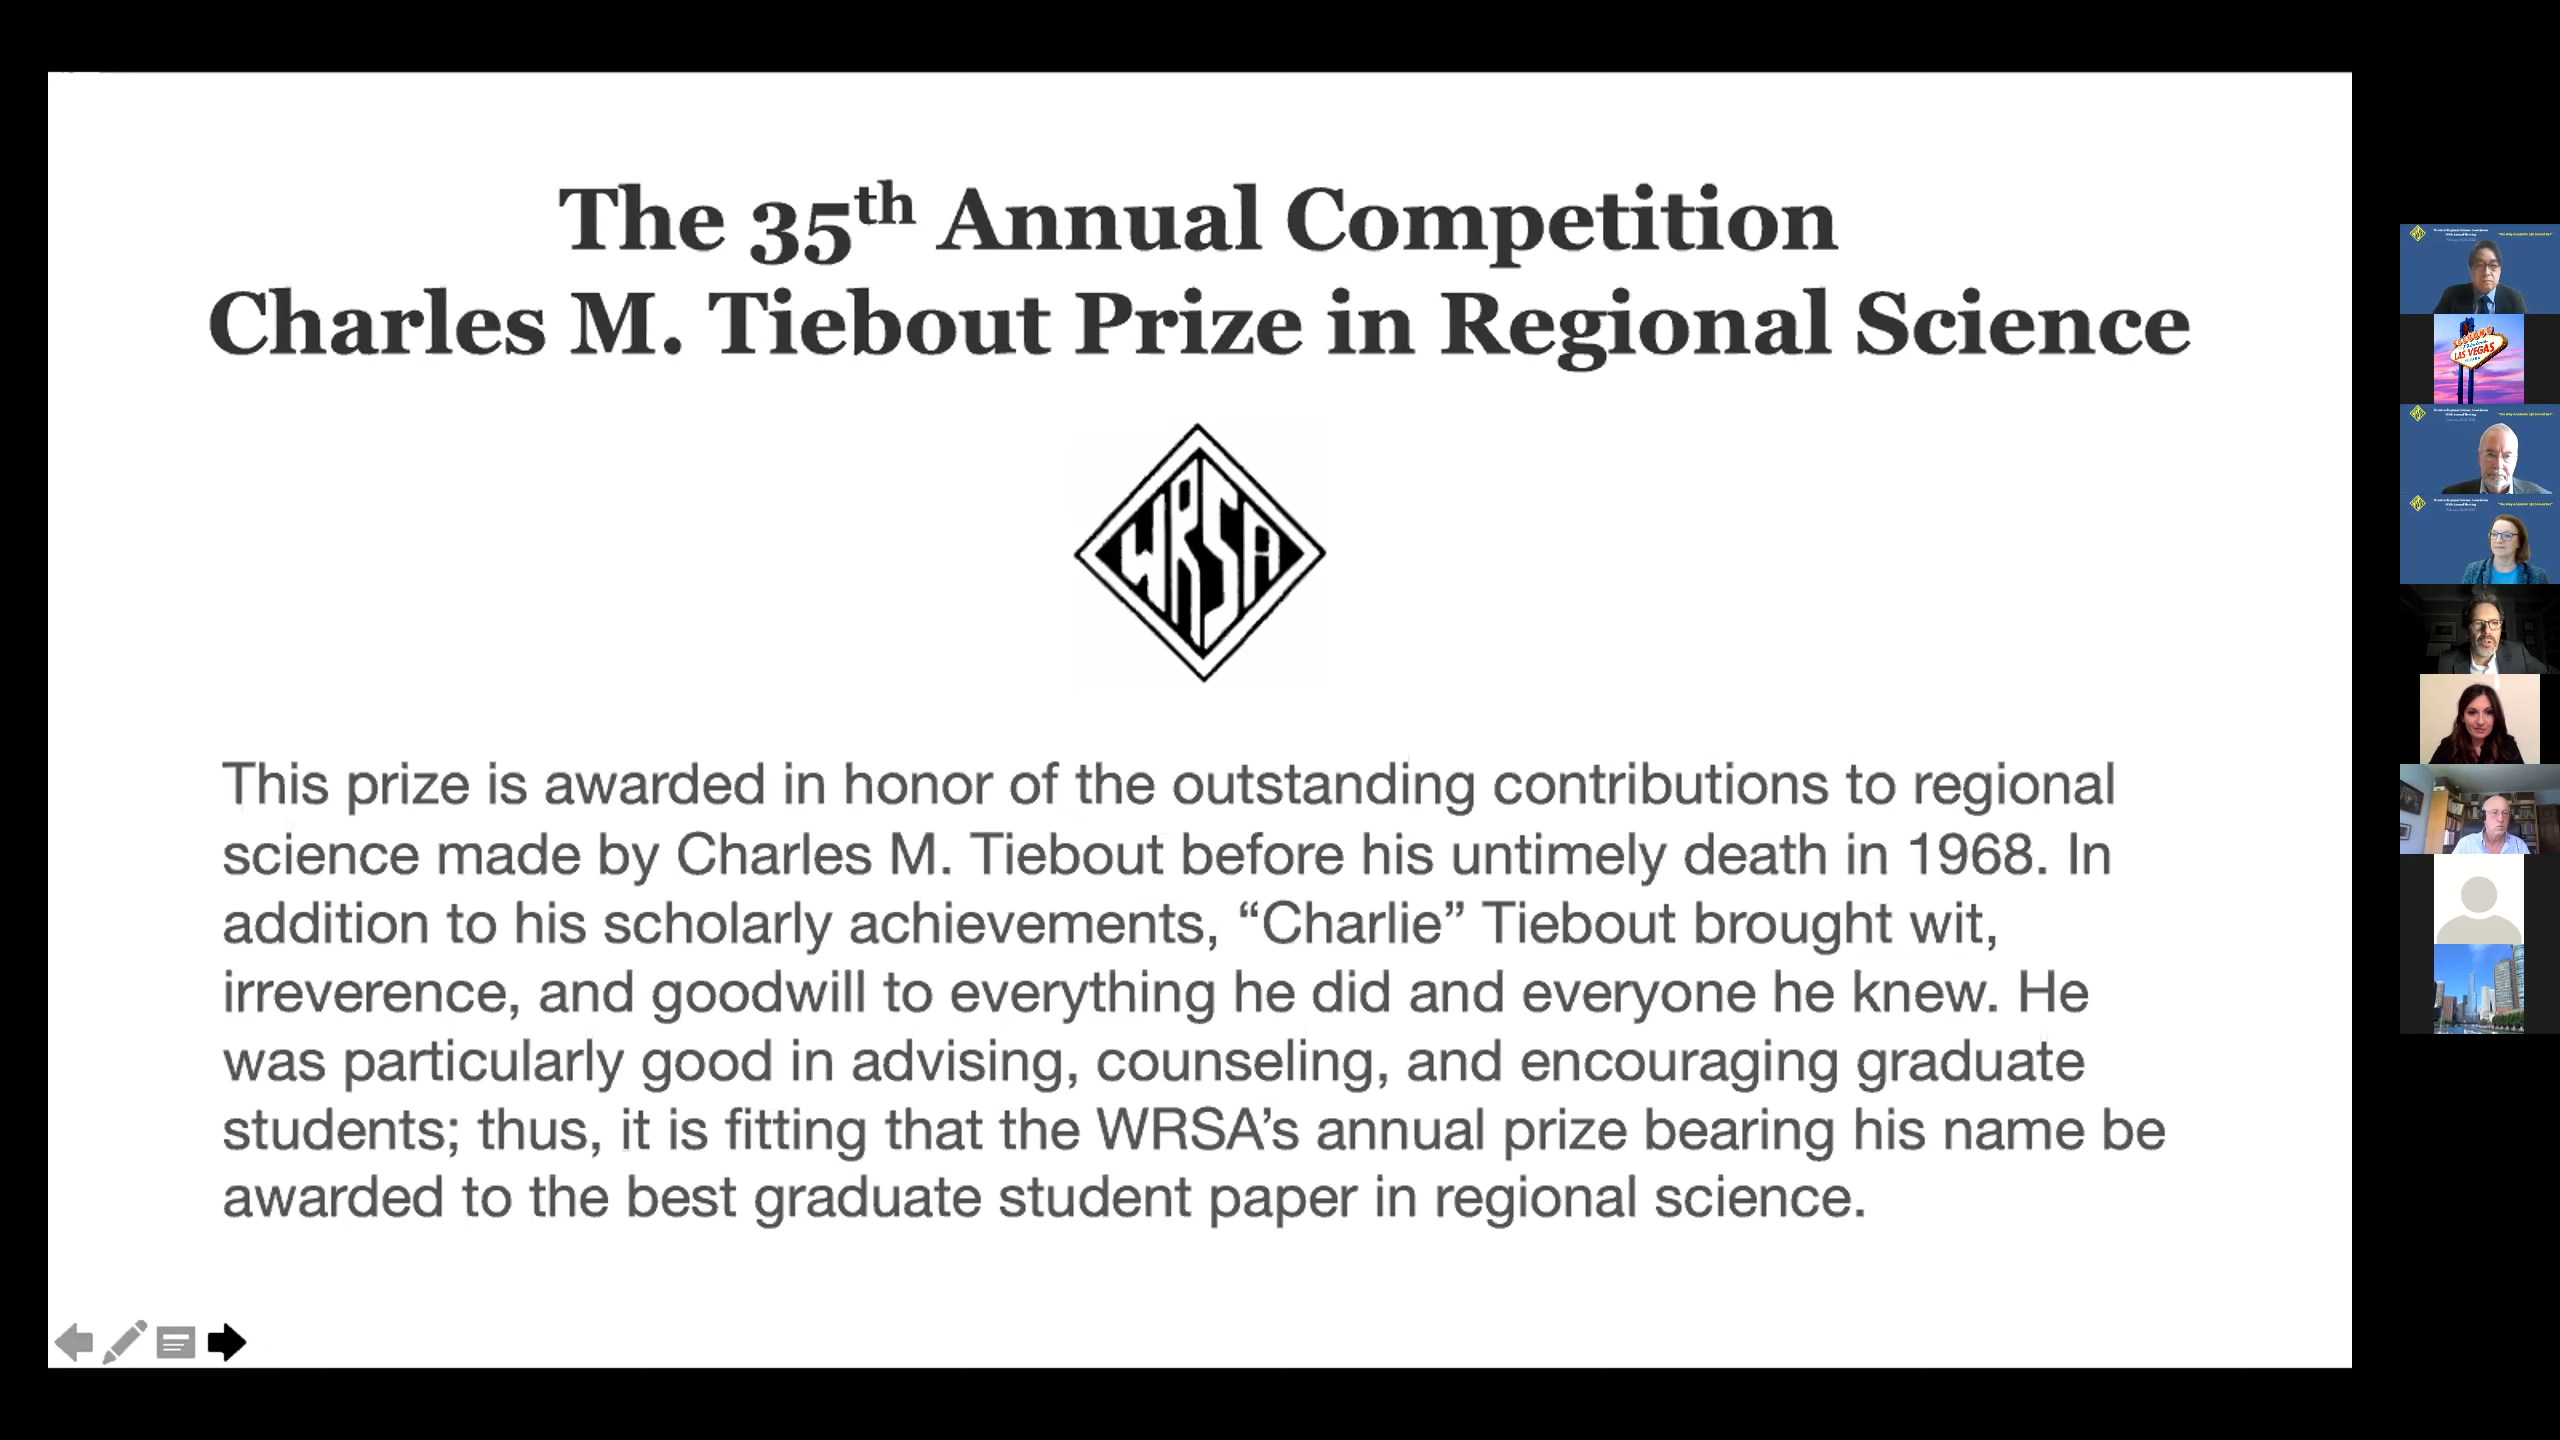 The 35th Annual Competition
Charles M. Tiebout Prize in Regional Science
WRSA
This prize is awarded in honor of the outstanding contributions to regional
science made by Charles M. Tiebout before his untimely death in 1968. In
addition to his scholarly achievements, “Charlie” Tiebout brought wit,
irreverence, and goodwill to everything he did and everyone he knew. He
was particularly good in advising, counseling, and encouraging graduate
students; thus, it is fitting that the WRSA’s annual prize bearing his name be
awarded to the best graduate student paper in regional science.
LAS VEGAS